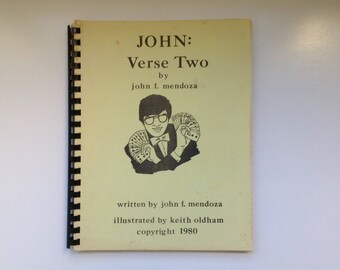 JOHN:
Verse Two
by
john f. mendoza
written by john f. mendoza
illustrated by keith oldham
copyright 1980